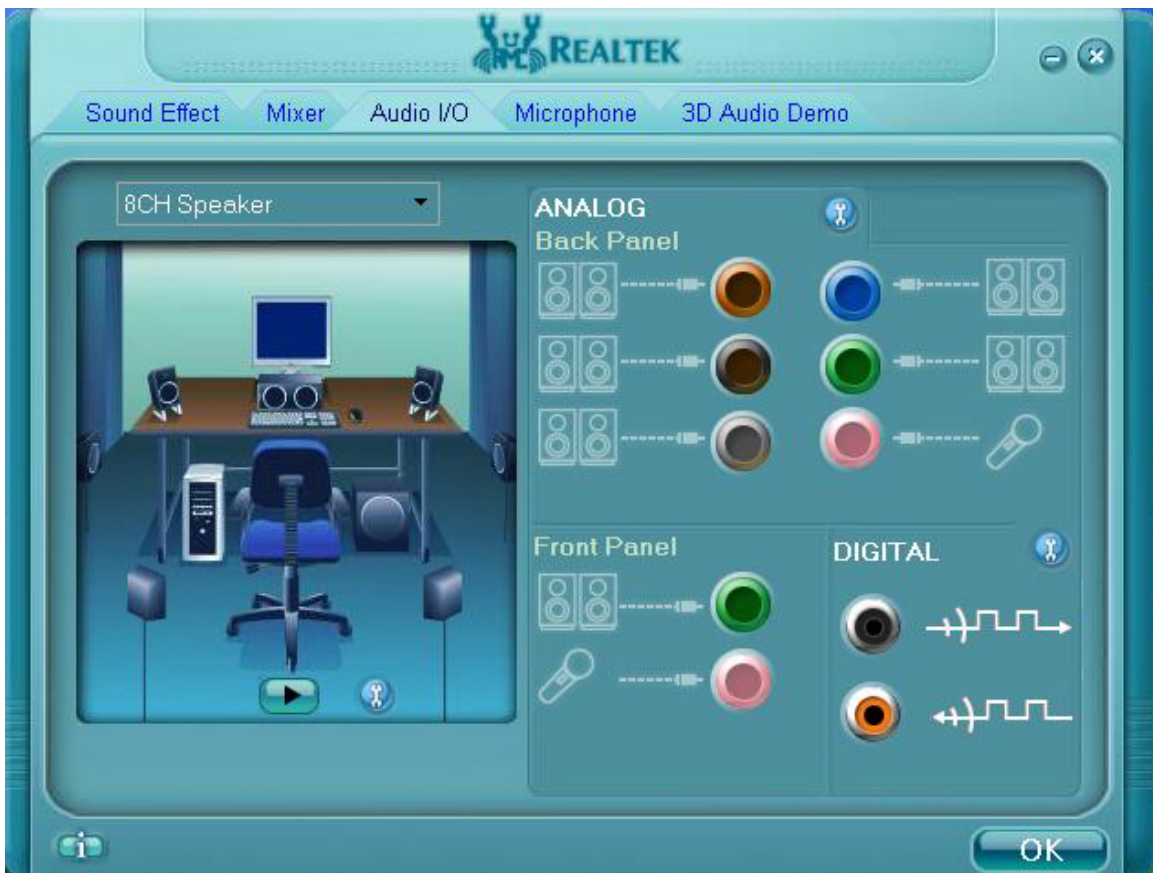 REALTEK
Sound Effect Mixer Audio I/O Microphone 3D Audio Demo
8CH Speaker
ANALOG
Back Panel
Front Panel
DIGITAL
i
OK